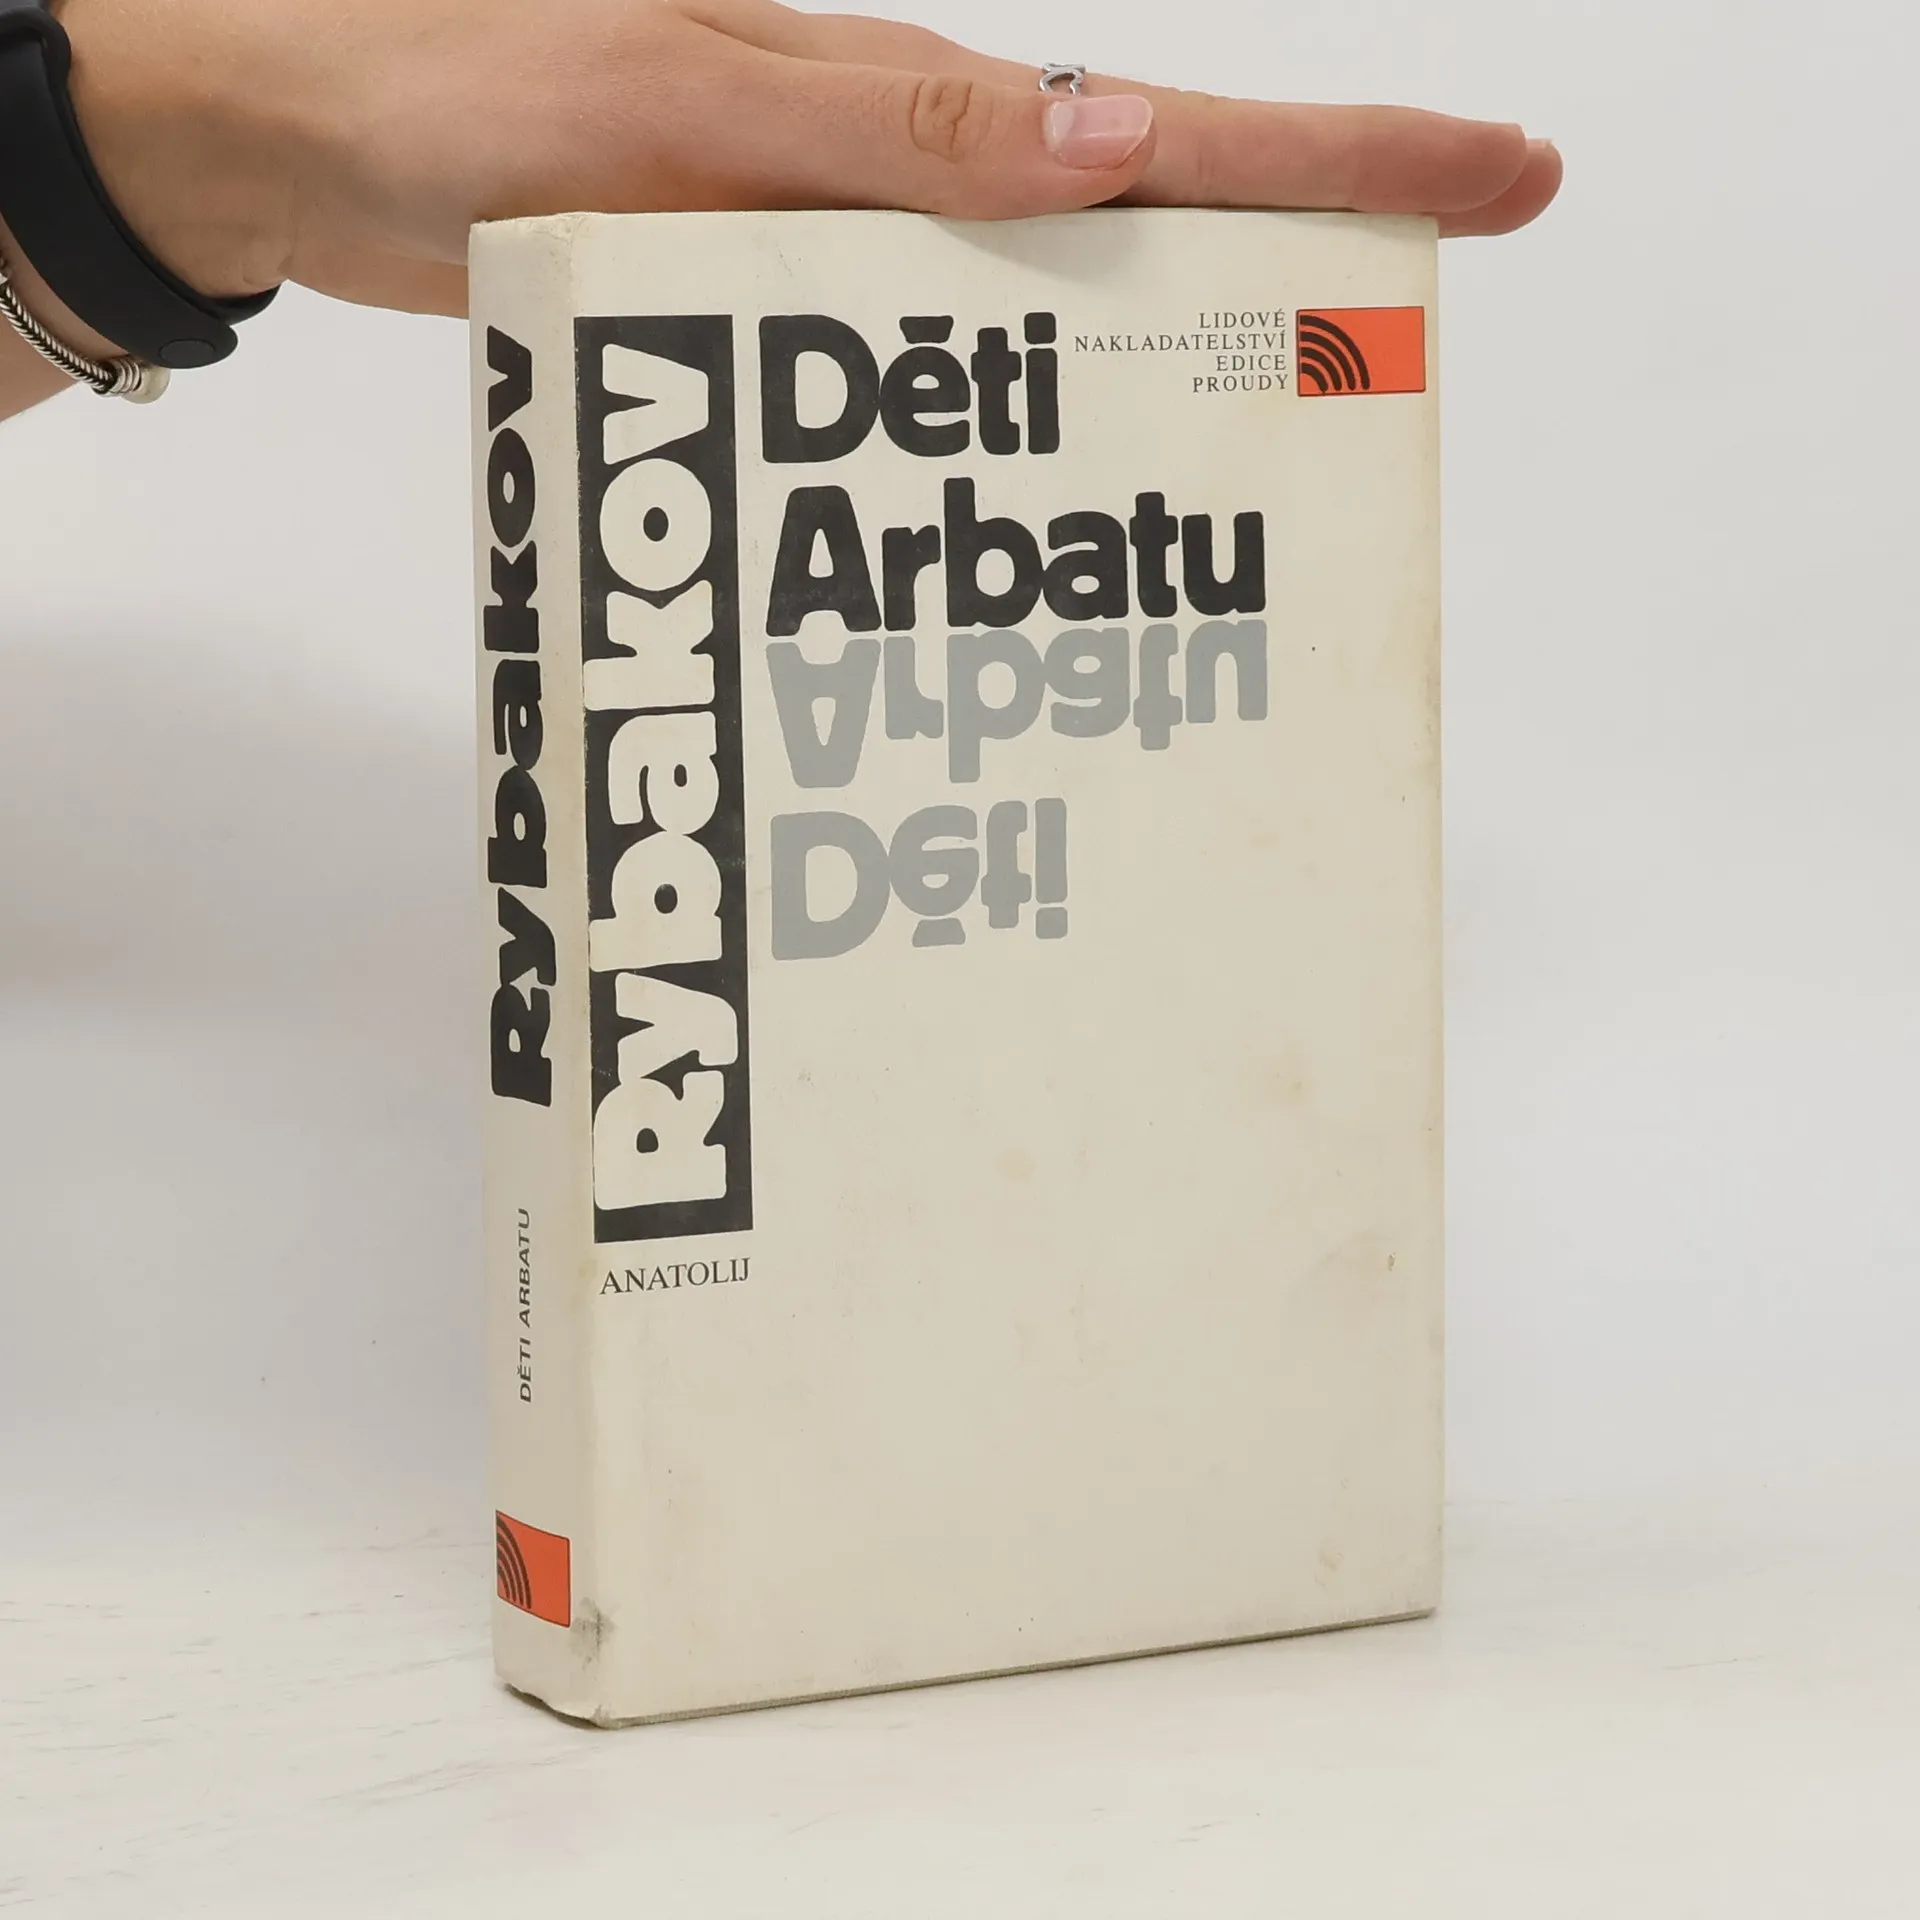 Rybakov
DĚTI ARBATU
Rybakov
ANATOLIJ
Děti
Arbatu
Arbatu
Děti
LIDOVÉ
NAKLADATELSTVÍ
EDICE
PROUDY